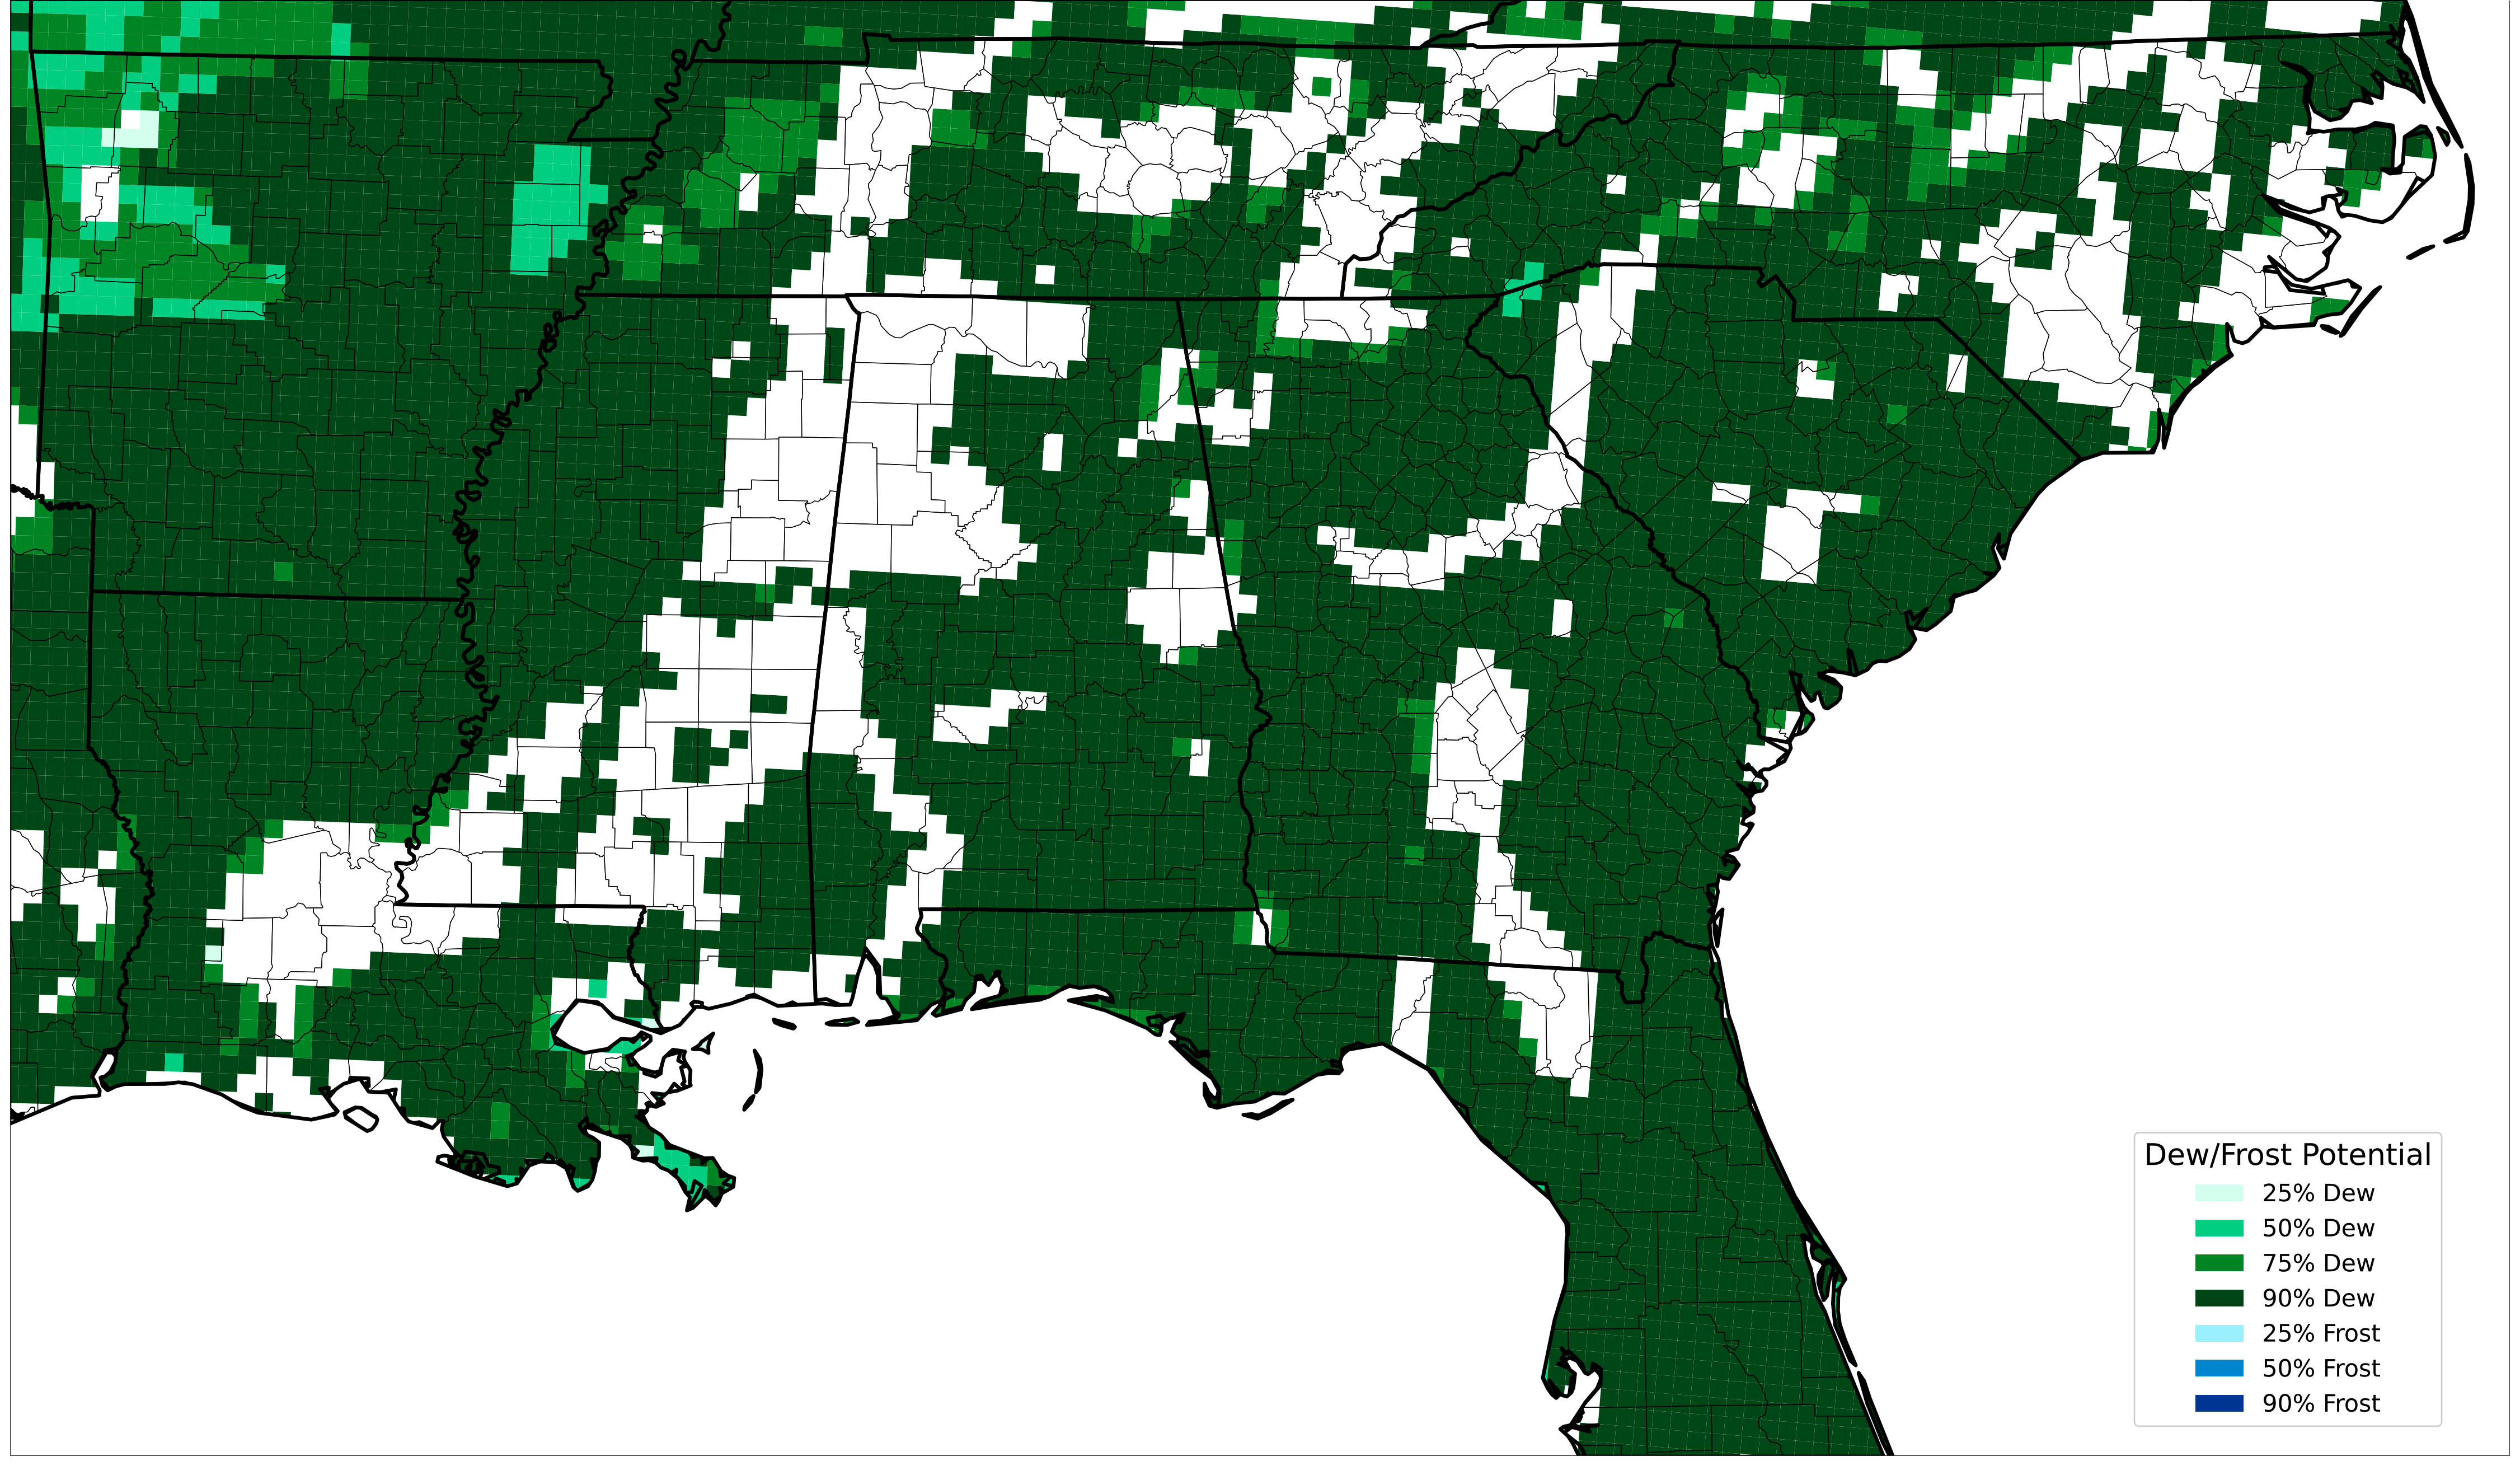 Dew/Frost Potential
25% Dew
50% Dew
75% Dew
90% Dew
25% Frost
50% Frost
90% Frost